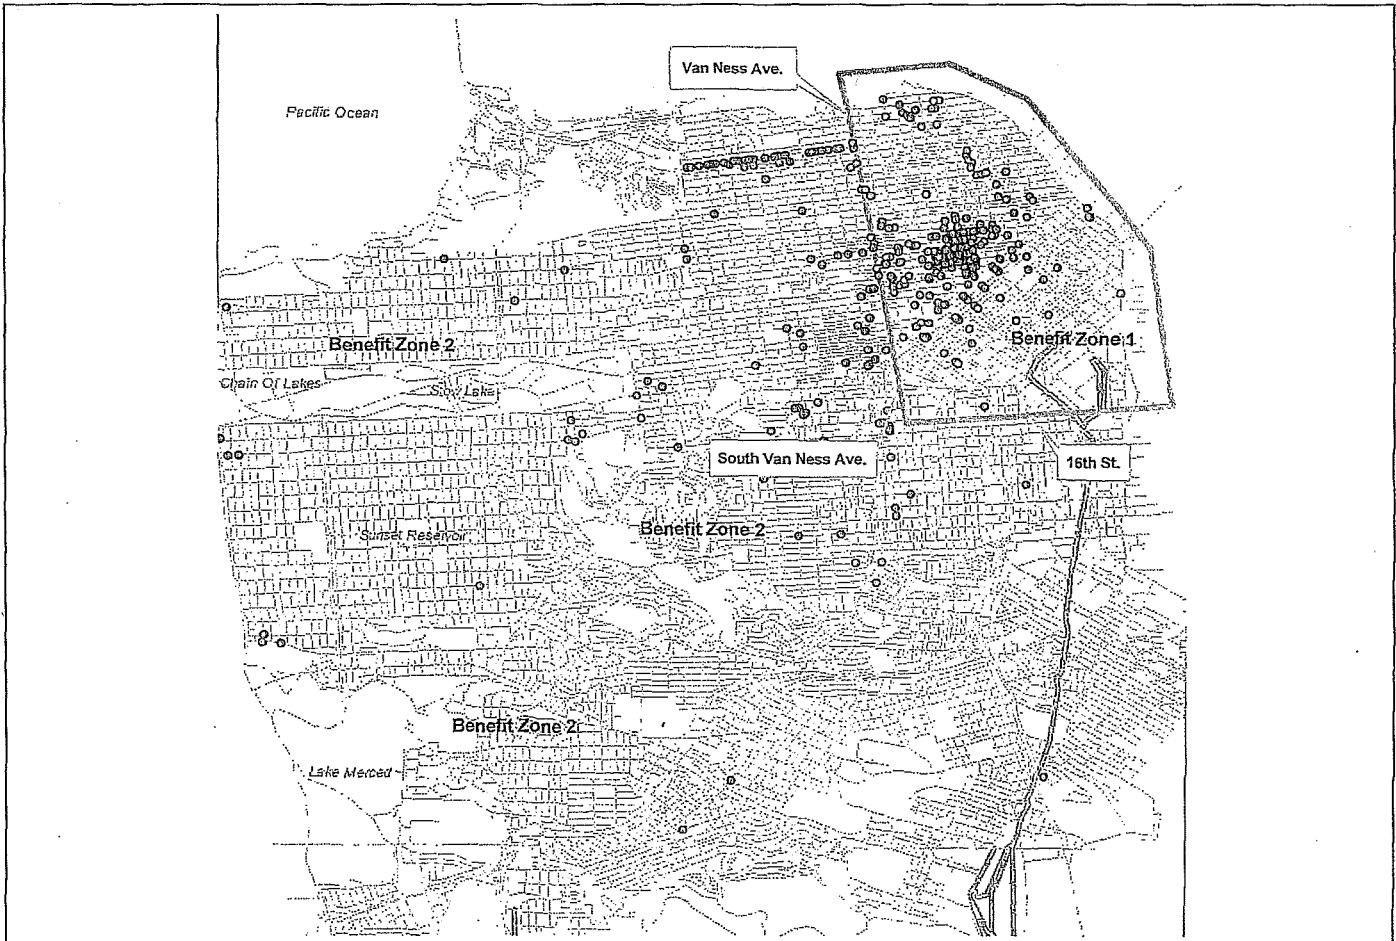 Van Ness Ave.
Pacific Ocean
Benefit Zone 2
Benefit Zone 1
Chain Of Lakes
Stow Lake
South Van Ness Ave.
16th St.
Benefit Zone 2
Sunset Reservoir
Benefit Zone 2
Lake Merced